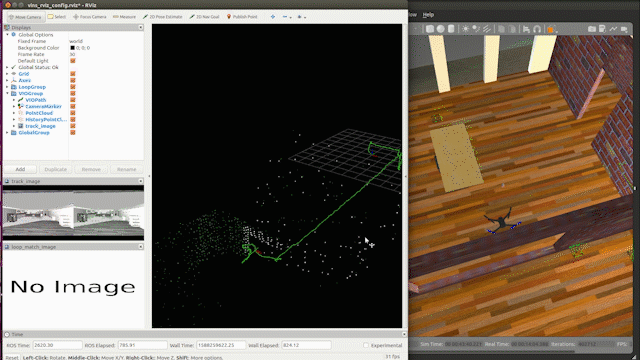 vins_rviz_config.rviz* - RViz
Move Camera
Select
Focus Camera
Measure
2D Pose Estimate
2D Nav Goal
Publish Point
Displays
Global Options
Fixed Frame
world
Background Color
0; 0; 0
Frame Rate
30
Default Light
Global Status: Ok
Grid
Axes
LoopGroup
VIOGroup
VIOPath
CameraMarker
PointCloud
HistoryPointCl...
track_image
GlobalGroup
Add
Duplicate
Remove
Rename
track_image
loop_match_image
No Image
Time
ROS Time:
2620.30
ROS Elapsed:
785.91
Wall Time:
Wall Elapsed:
824.12
Experimental
Reset
Left-Click: Rotate. Middle-Click: Move X/Y. Right-Click: Move Z. Shift: More options.
31 fps
Help
Sim Time:
Real Time:
Iterations:
FPS: